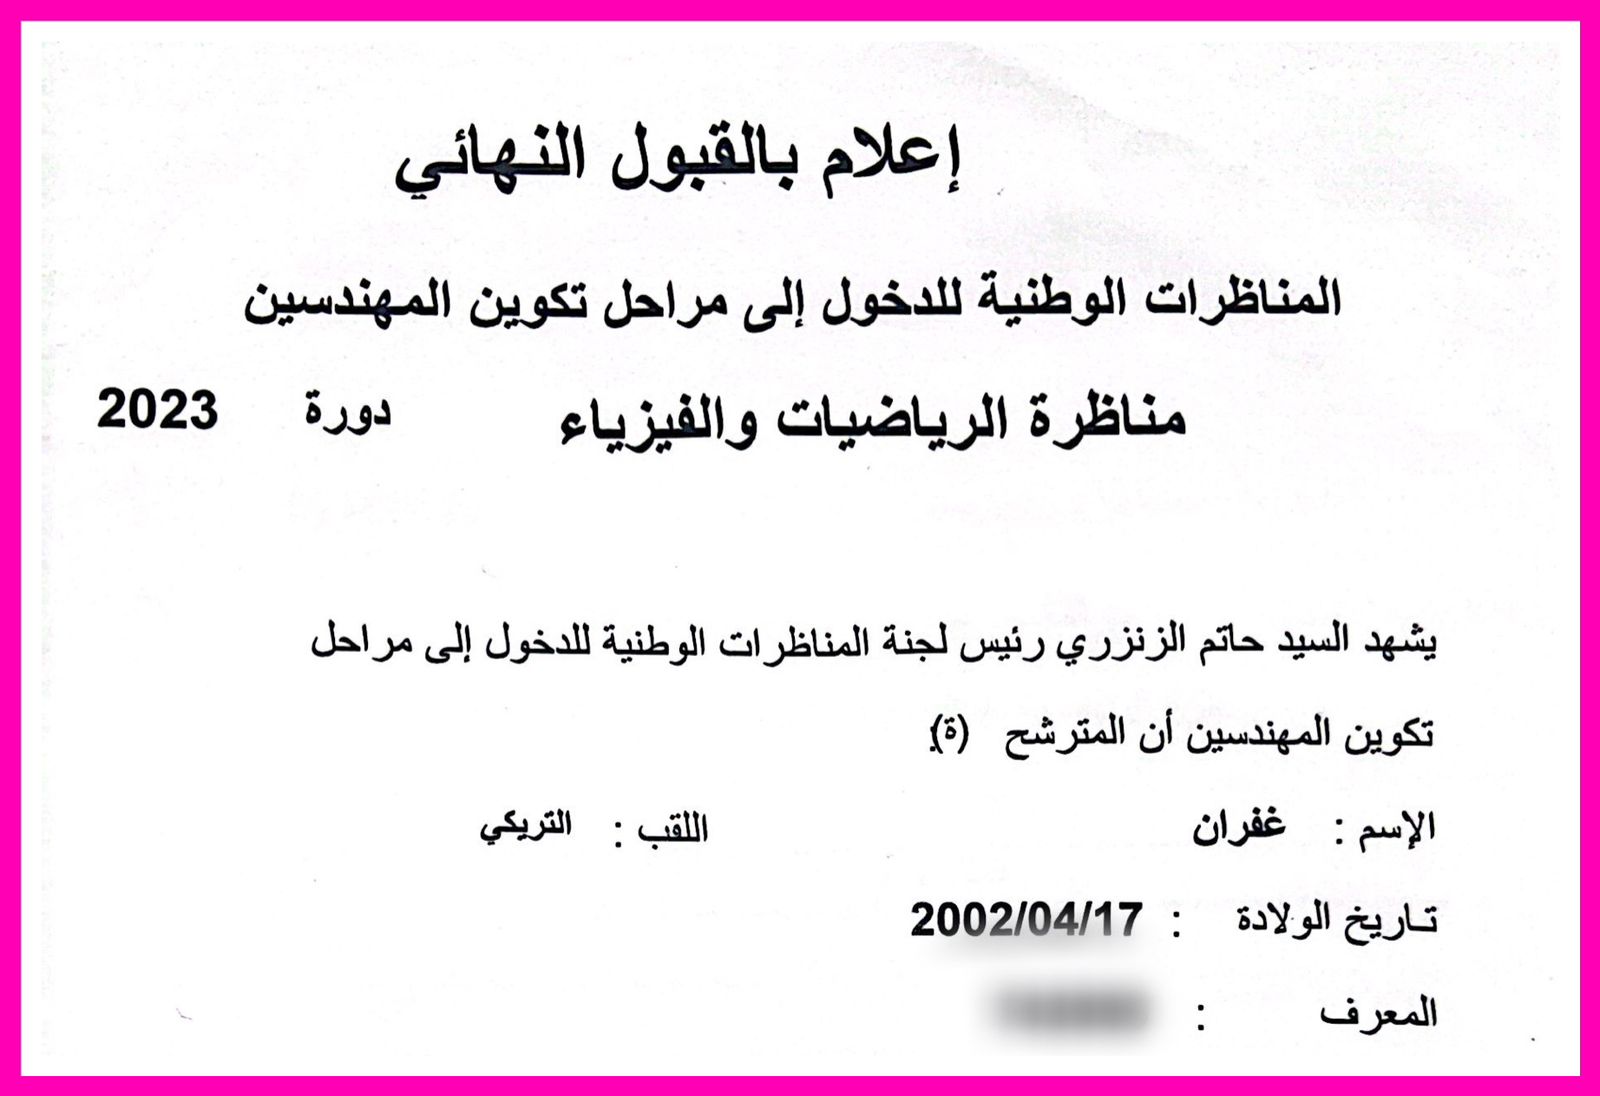 إعلام بالقبول النهائي
المناظرات الوطنية للدخول إلى مراحل تكوين المهندسين
مناظرة الرياضيات والفيزياء دورة 2023
يشهد السيد حاتم الزنزري رئيس لجنة المناظرات الوطنية للدخول إلى مراحل
تكوين المهندسين أن المترشح (ة)
الإسم : غفران اللقب : التريكي
تاريخ الولادة : 2002/04/17
المعرف :